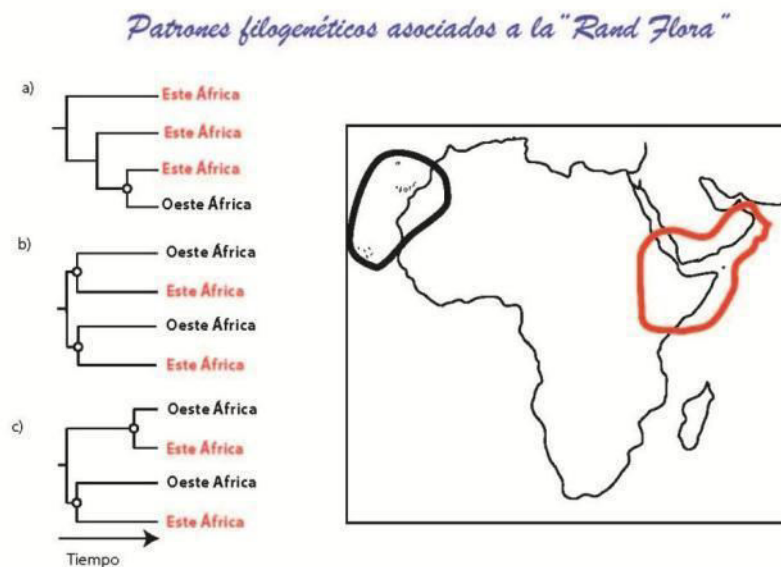 Patrones filogenéticos asociados a la "Rand Flora"
a)
Este África
Este África
Este África
Oeste África
b)
Oeste África
Este África
Oeste África
Este África
c)
Oeste África
Este África
Oeste África
Este África
Tiempo